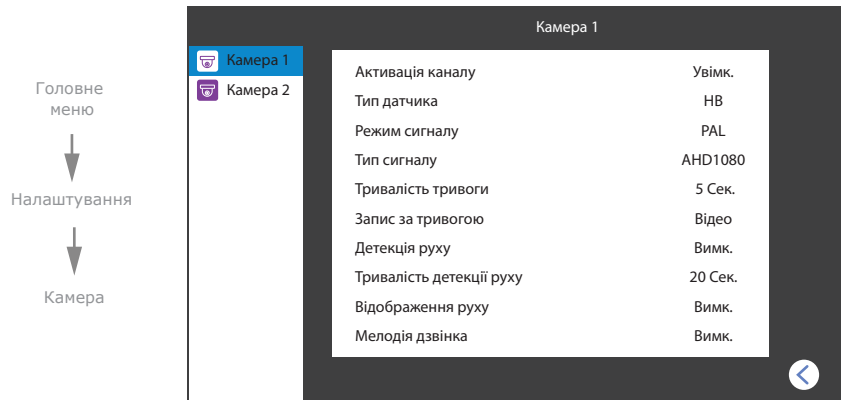 Головне
меню
Налаштування
Камера
Камера 1
Камера 1
Камера 2
Активація каналу Увімк.
Тип датчика НВ
Режим сигналу PAL
Тип сигналу AHD1080
Тривалість тривоги 5 Сек.
Запис за тривогою Відео
Детекція руху Вимк.
Тривалість детекції руху 20 Сек.
Відображення руху Вимк.
Мелодія дзвінка Вимк.